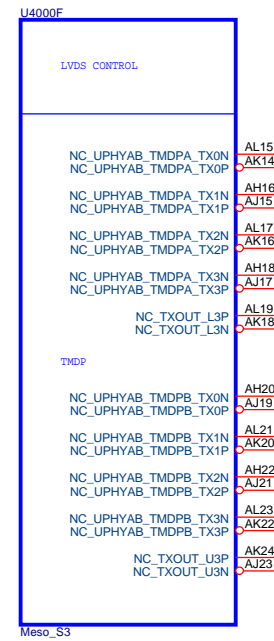 U4000F
LVDS CONTROL
NC_UPHYAB_TMDPA_TX0N AL15
NC_UPHYAB_TMDPA_TX0P AK14
NC_UPHYAB_TMDPA_TX1N AH16
NC_UPHYAB_TMDPA_TX1P AJ15
NC_UPHYAB_TMDPA_TX2N AL17
NC_UPHYAB_TMDPA_TX2P AK16
NC_UPHYAB_TMDPA_TX3N AH18
NC_UPHYAB_TMDPA_TX3P AJ17
NC_TXOUT_L3P AL19
NC_TXOUT_L3N AK18
TMDP
NC_UPHYAB_TMDPB_TX0N AH20
NC_UPHYAB_TMDPB_TX0P AJ19
NC_UPHYAB_TMDPB_TX1N AL21
NC_UPHYAB_TMDPB_TX1P AK20
NC_UPHYAB_TMDPB_TX2N AH22
NC_UPHYAB_TMDPB_TX2P AJ21
NC_UPHYAB_TMDPB_TX3N AL23
NC_UPHYAB_TMDPB_TX3P AK22
NC_TXOUT_U3P AK24
NC_TXOUT_U3N AJ23
Meso_S3